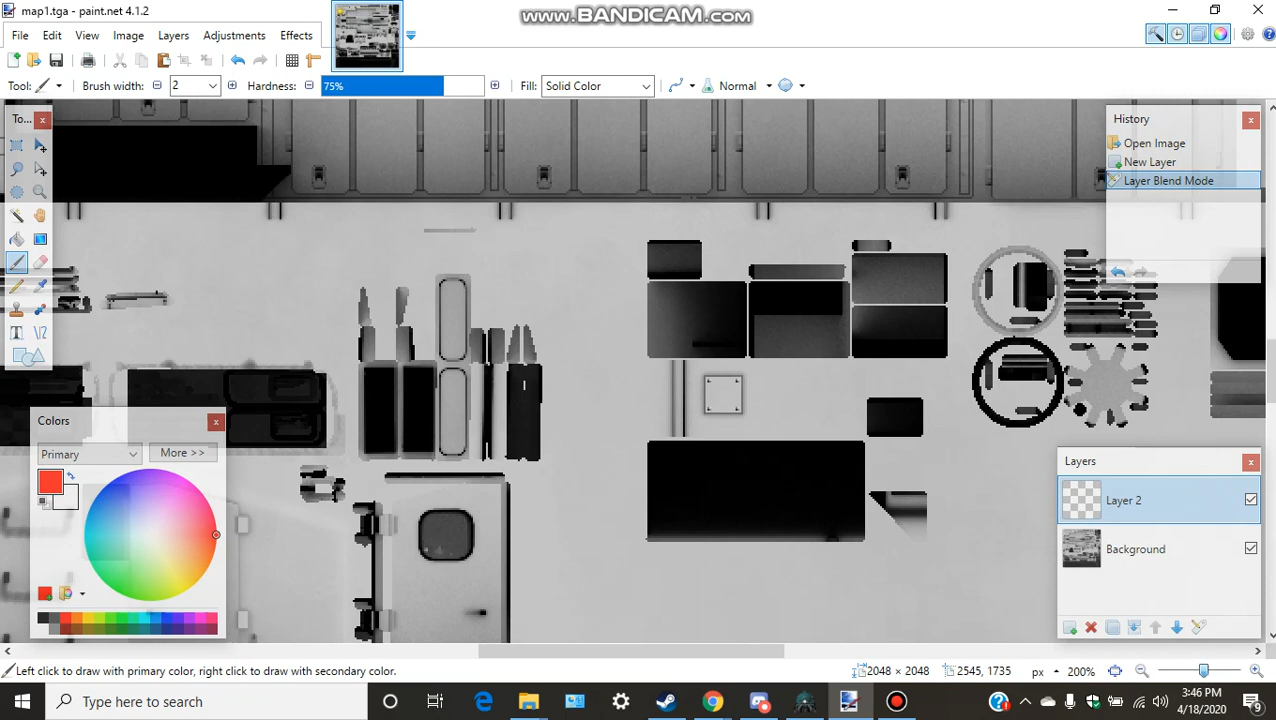 map1.tga - paint.net 4.1.2
www.BANDICAM.com
File Edit View Image Layers Adjustments Effects
Tool: Brush width: 2 Hardness: 75% Fill: Solid Color Normal
To...
History
Open Image
New Layer
Layer Blend Mode
Colors
Primary More >>
Layers
Layer 2
Background
Left click to draw with primary color, right click to draw with secondary color. 2048 × 2048 2545, 1735 px 200%
Type here to search
3:46 PM
4/18/2020
9